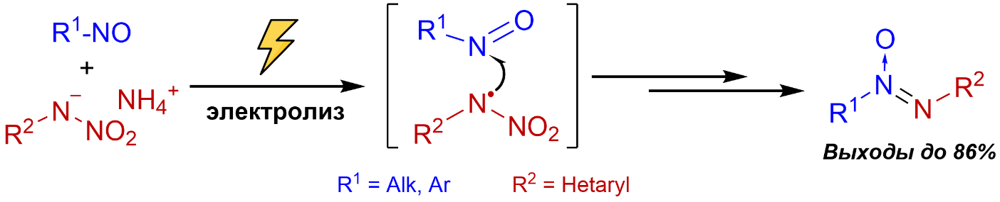 R¹-NO
+
R² N⁻ NO₂ NH₄⁺
электролиз
R¹ N O
R² N• NO₂
O
R¹ N N R²
Выходы до 86%
R¹ = Alk, Ar R² = Hetaryl